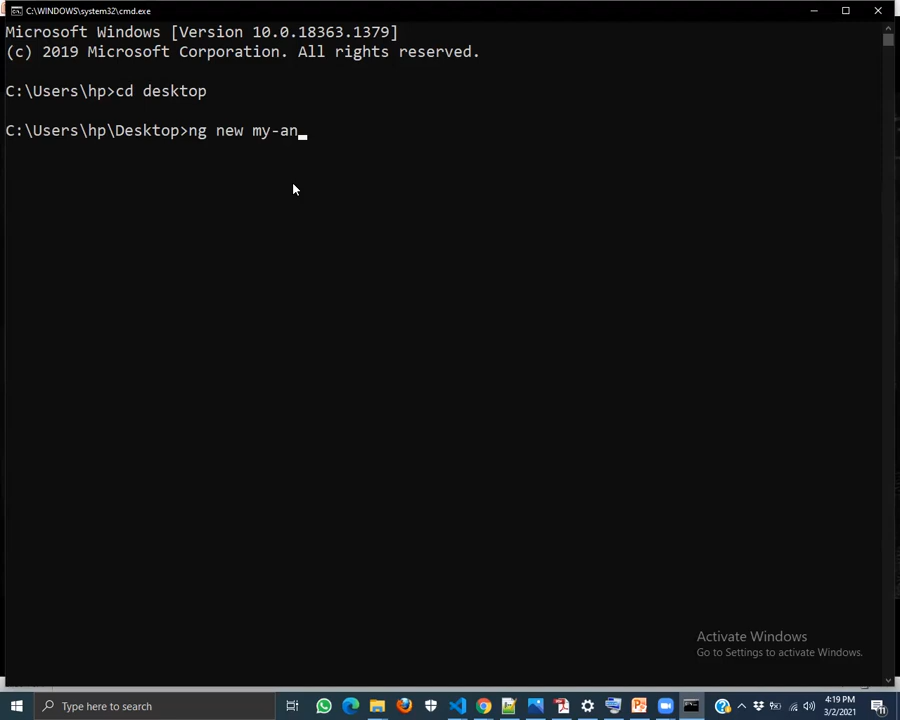 C:\WINDOWS\system32\cmd.exe
Microsoft Windows [Version 10.0.18363.1379]
(c) 2019 Microsoft Corporation. All rights reserved.
C:\Users\hp>cd desktop
C:\Users\hp\Desktop>ng new my-an
Activate Windows
Go to Settings to activate Windows.
Type here to search
4:19 PM
3/2/2021